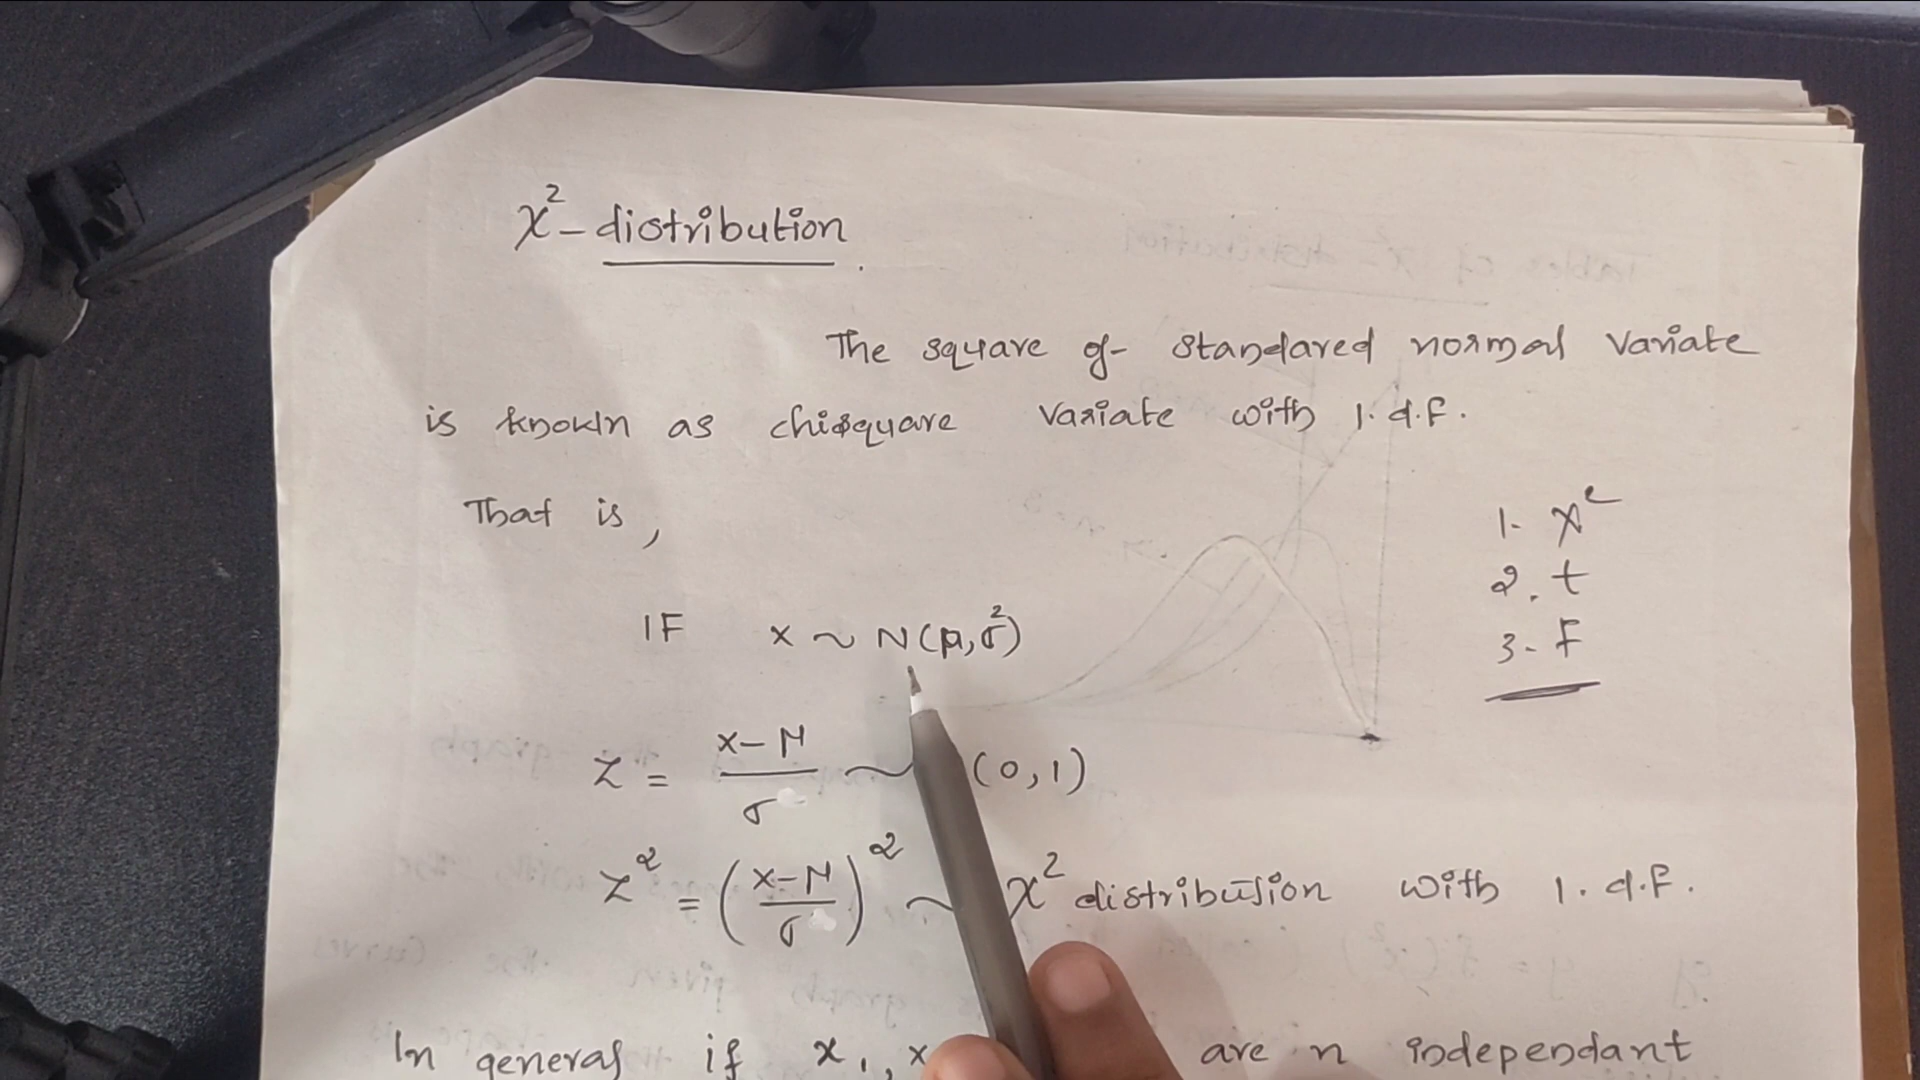 χ²-distribution.
The square of standared normal variate
is known as chisquare variate with 1.d.f.
That is,
1. χ²
2. t
3. F
IF x ~ N(μ,σ²)
Z = x-μ/σ ~ (0,1)
Z² = (x-μ/σ)² ~ χ² distribution with 1.d.f.
In general if x₁, x are n independant